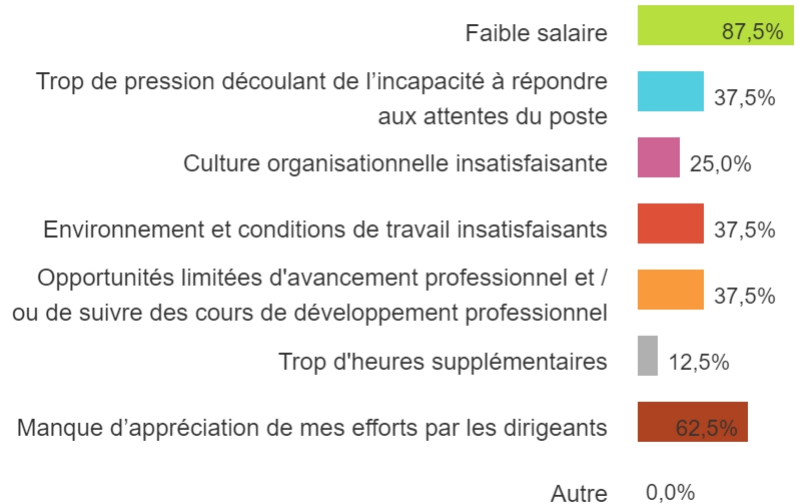 Faible salaire 87,5%
Trop de pression découlant de l’incapacité à répondre
aux attentes du poste 37,5%
Culture organisationnelle insatisfaisante 25,0%
Environnement et conditions de travail insatisfaisants 37,5%
Opportunités limitées d'avancement professionnel et /
ou de suivre des cours de développement professionnel 37,5%
Trop d'heures supplémentaires 12,5%
Manque d’appréciation de mes efforts par les dirigeants 62,5%
Autre 0,0%